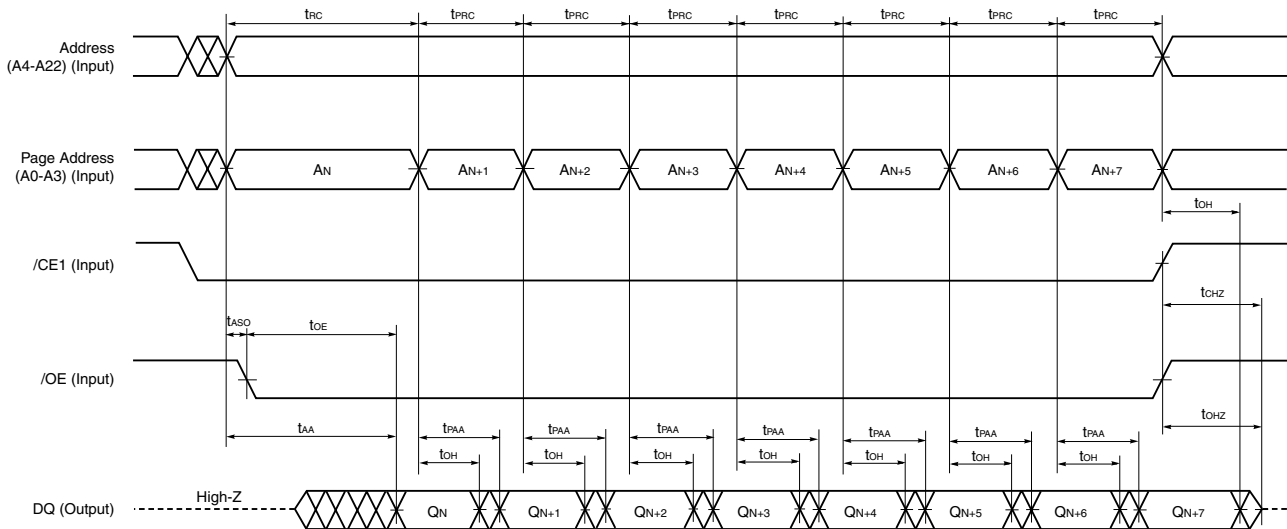 tRC tPRC tPRC tPRC tPRC tPRC tPRC tPRC
Address
(A4-A22) (Input)
Page Address
(A0-A3) (Input)
AN AN+1 AN+2 AN+3 AN+4 AN+5 AN+6 AN+7
tOH
/CE1 (Input)
tCHZ
tASO tOE
/OE (Input)
tOHZ
tAA tPAA tPAA tPAA tPAA tPAA tPAA tPAA
tOH tOH tOH tOH tOH tOH tOH
High-Z
DQ (Output)
QN QN+1 QN+2 QN+3 QN+4 QN+5 QN+6 QN+7